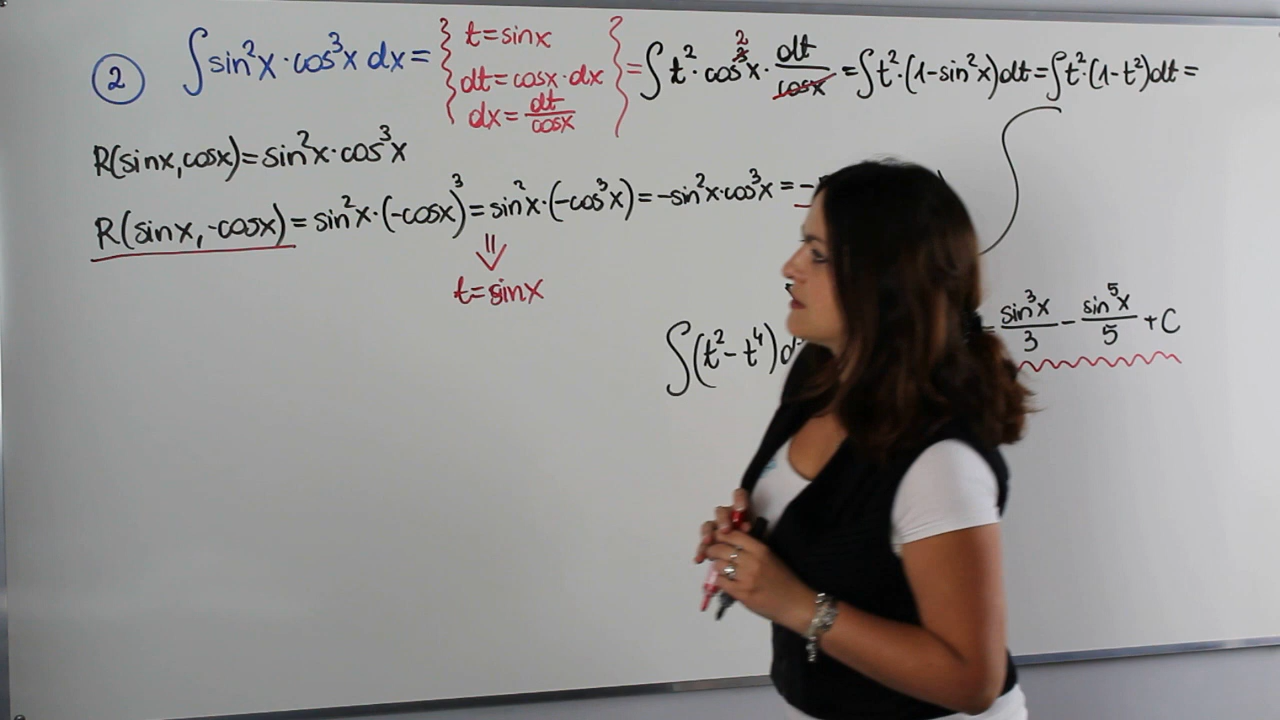 ② ∫sin²x·cos³x dx = { t=sinx dt=cosx·dx dx=dt/cosx } = ∫t²·cos³x²·dt/cosx = ∫t²·(1-sin²x)dt = ∫t²·(1-t²)dt =
R(sinx,cosx)=sin²x·cos³x
R(sinx,-cosx)=sin²x·(-cosx)³=sin²x·(-cos³x)=-sin²x·cos³x=-
⇓
t=sinx
∫(t²-t⁴)d
sin³x/3 - sin⁵x/5 + C